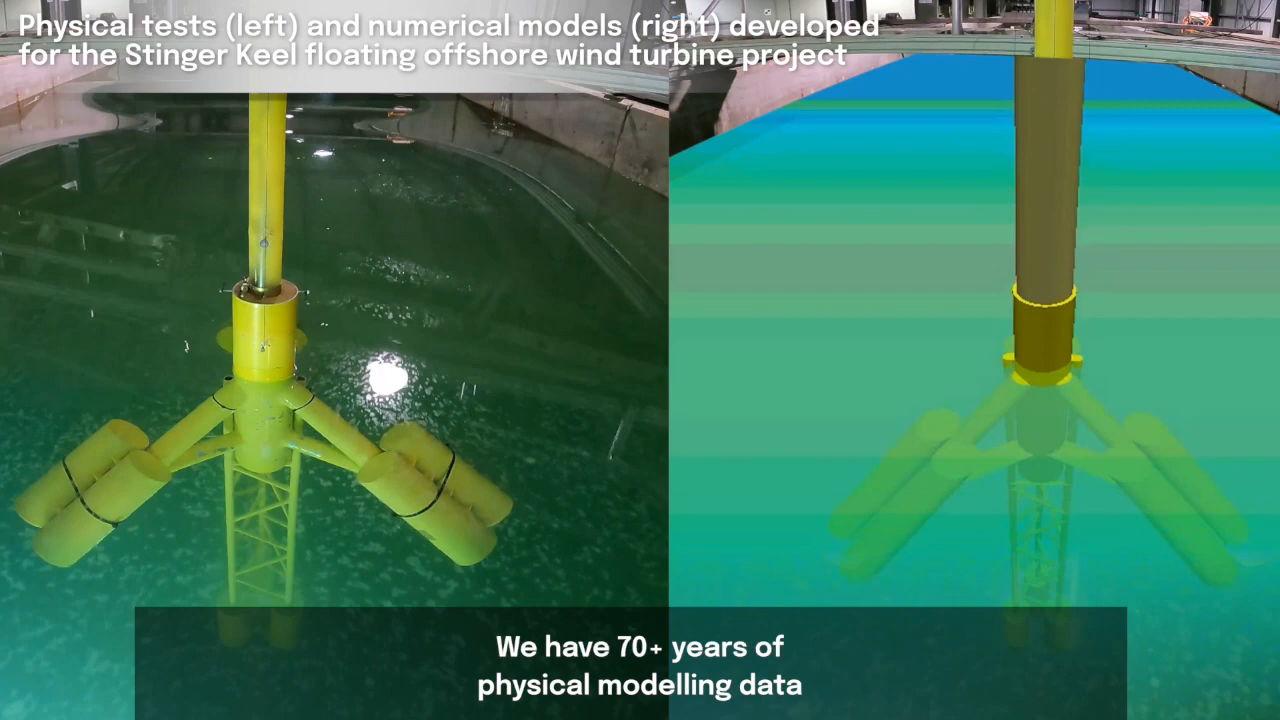 Physical tests (left) and numerical models (right) developed
for the Stinger Keel floating offshore wind turbine project
We have 70+ years of
physical modelling data